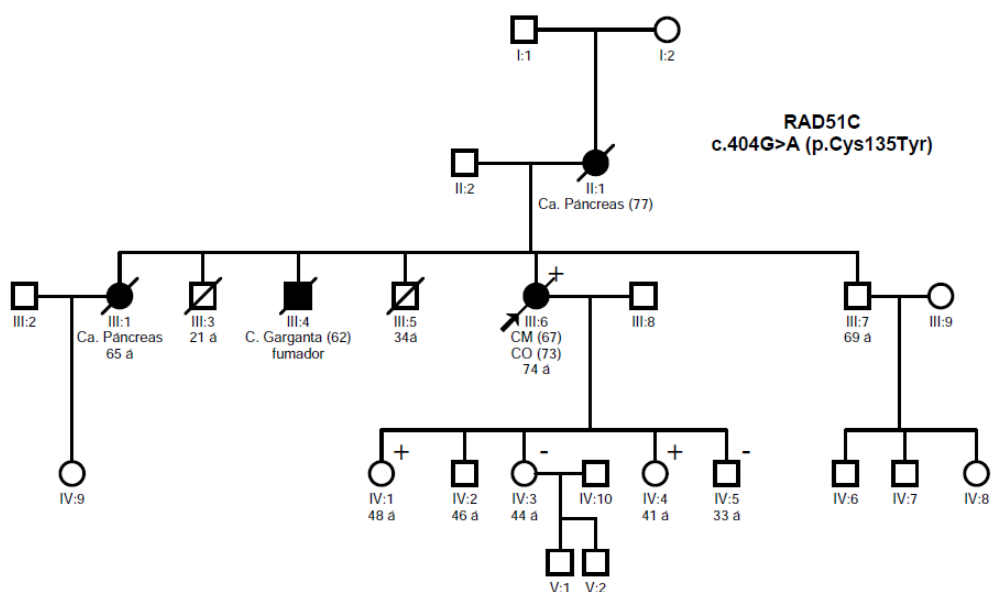 I:1
I:2
RAD51C
c.404G>A (p.Cys135Tyr)
II:2
II:1
Ca. Páncreas (77)
+
III:2
III:1
Ca. Páncreas
65 á
III:3
21 á
III:4
C. Garganta (62)
fumador
III:5
34á
III:6
CM (67)
CO (73)
74 á
III:8
III:7
69 á
III:9
+
-
+
-
IV:9
IV:1
48 á
IV:2
46 á
IV:3
44 á
IV:10
IV:4
41 á
IV:5
33 á
IV:6
IV:7
IV:8
V:1
V:2